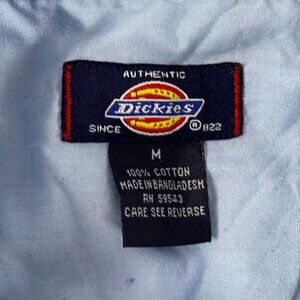 AUTHENTIC
Dickies
SINCE ® 1922
M
100% COTTON
MADE IN BANGLADESH
RN 59543
CARE SEE REVERSE